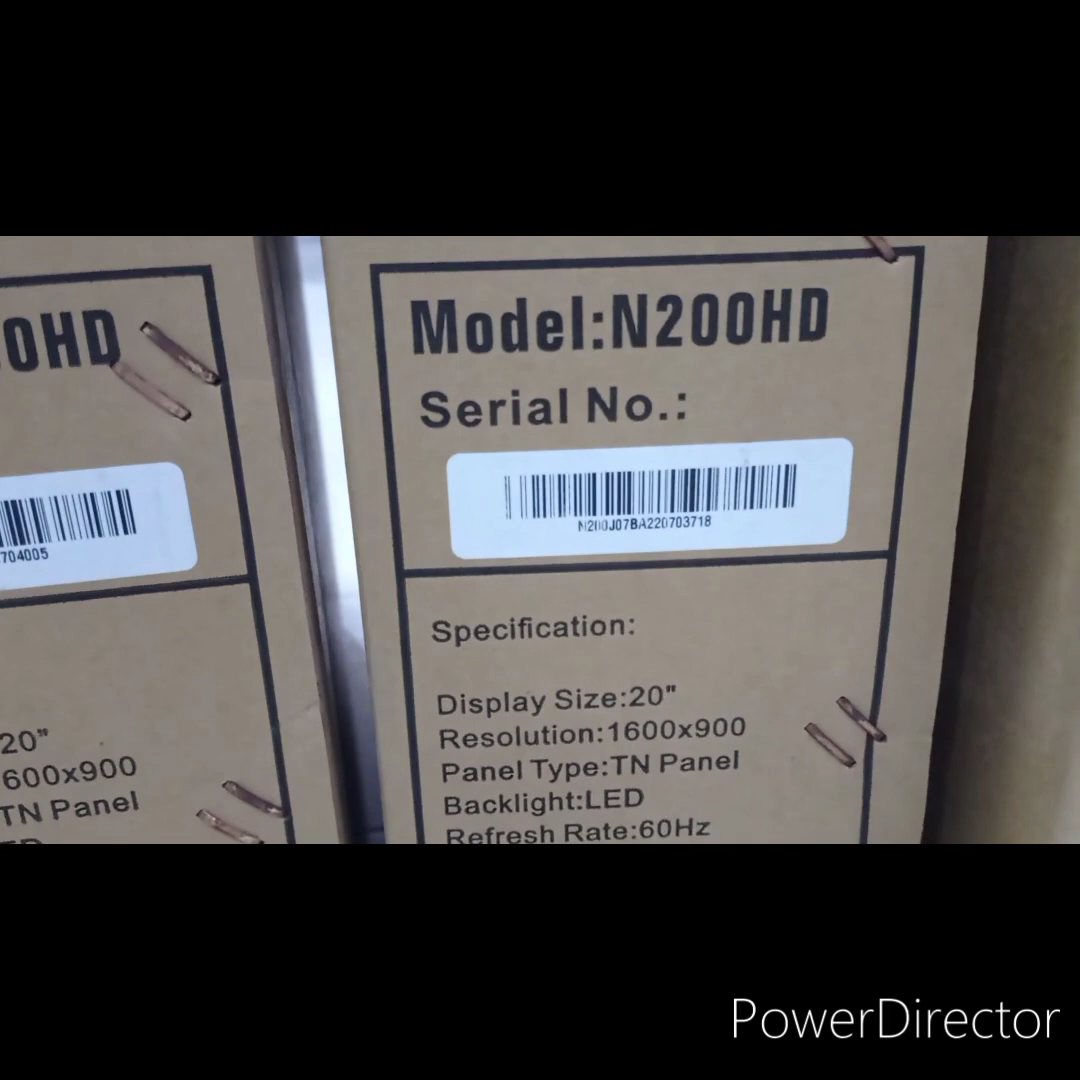 0HD
704005
20"
600x900
TN Panel
Model:N200HD
Serial No.:
N200J07BA220703718
Specification:
Display Size:20"
Resolution:1600x900
Panel Type:TN Panel
Backlight:LED
Refresh Rate:60Hz
PowerDirector